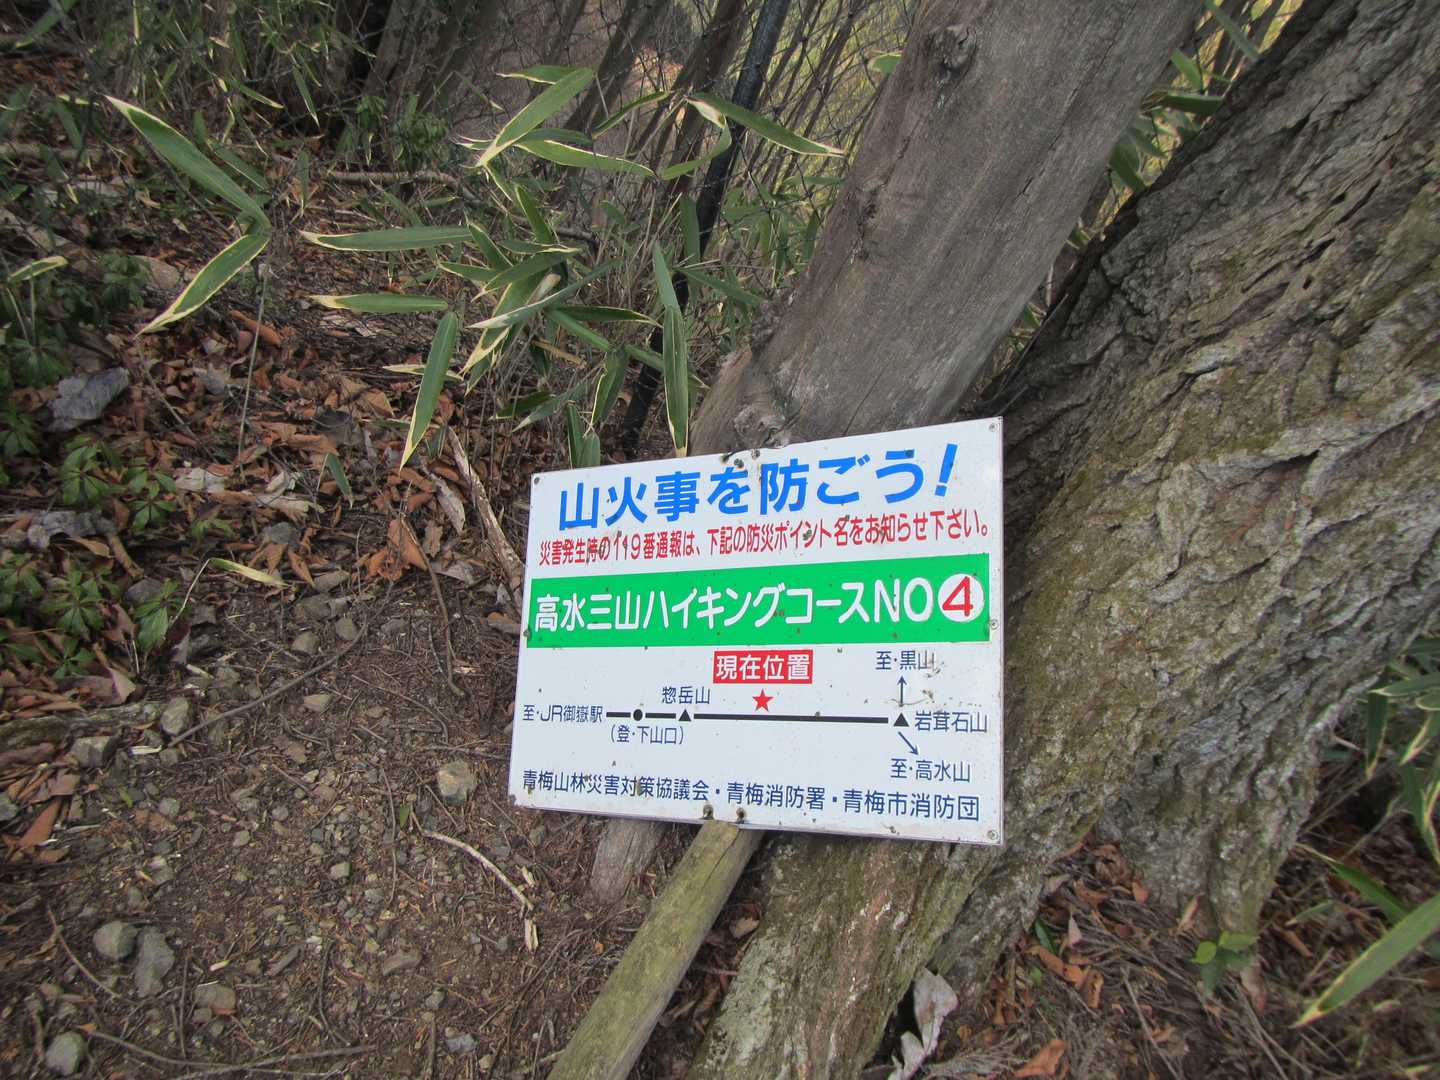 山火事を防ごう!
災害発生時の119番通報は、下記の防災ポイント名をお知らせ下さい。
高水三山ハイキングコースNO④
現在位置
至・黒山
惣岳山
至・JR御嶽駅
岩茸石山
(登・下山口)
至・高水山
青梅山林災害対策協議会・青梅消防署・青梅市消防団